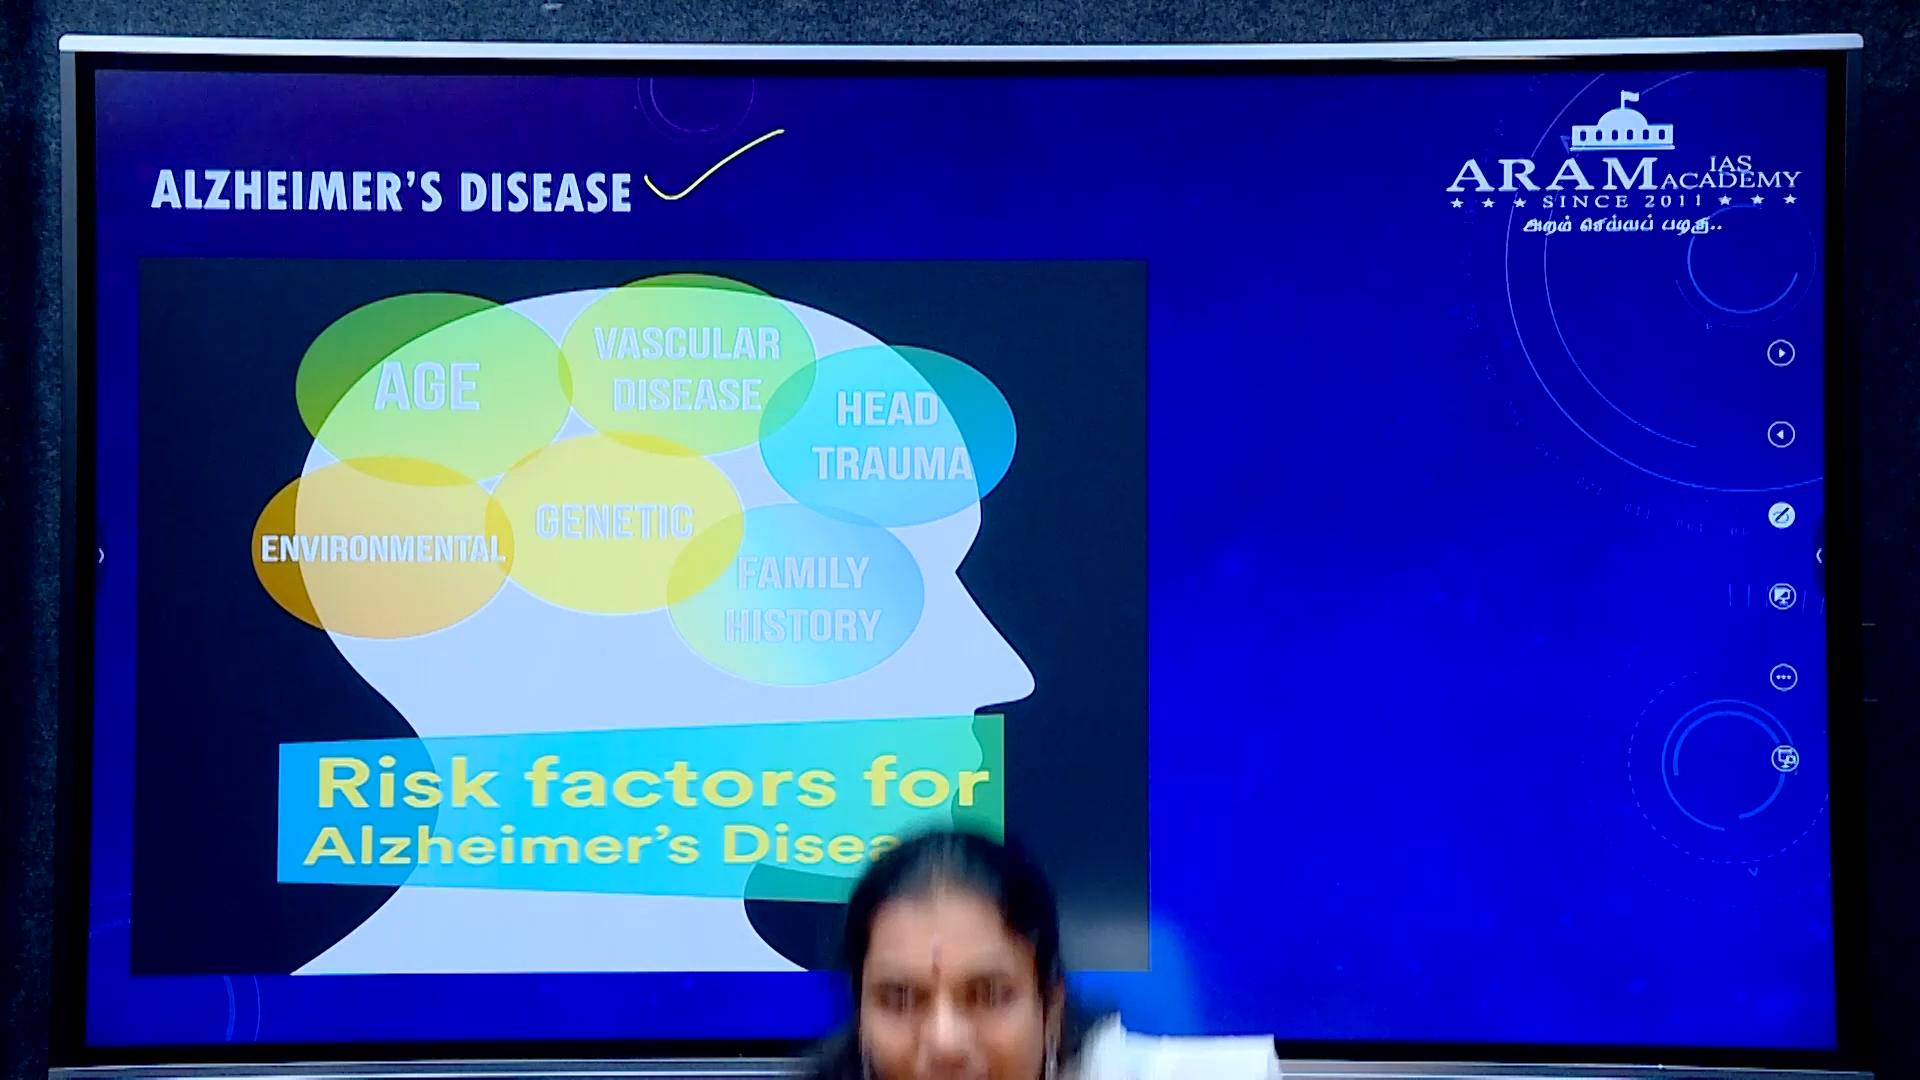 ALZHEIMER'S DISEASE
ARAM IAS ACADEMY
SINCE 2011
அறம் செய்யப் பழகு..
AGE
VASCULAR
DISEASE
HEAD
TRAUMA
ENVIRONMENTAL
GENETIC
FAMILY
HISTORY
Risk factors for
Alzheimer's